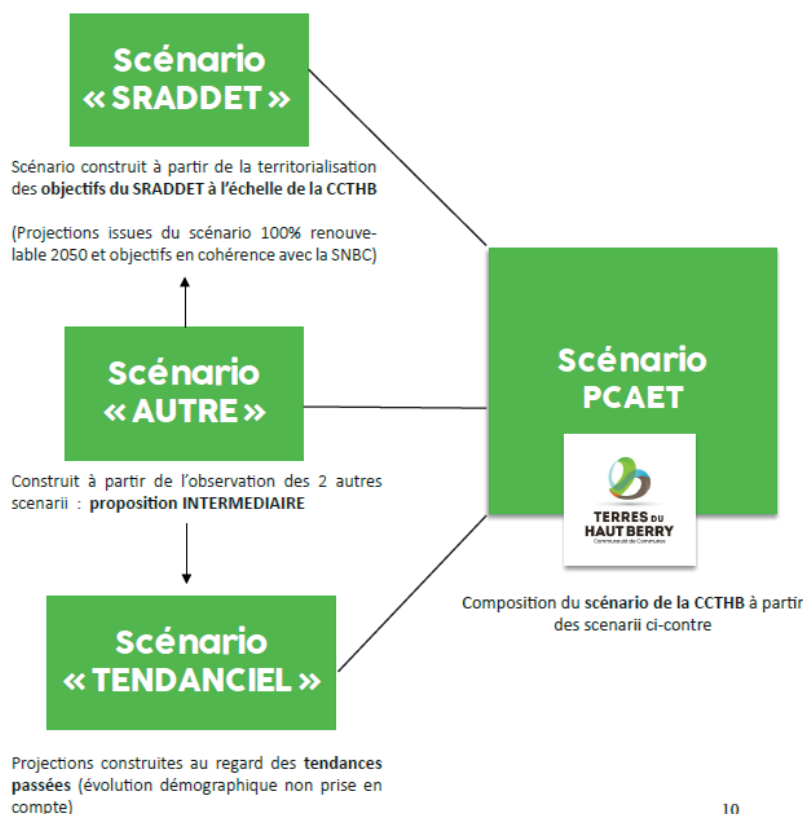 Scénario
« SRADDET »
Scénario construit à partir de la territorialisation
des objectifs du SRADDET à l'échelle de la CCTHB
(Projections issues du scénario 100% renouve-
lable 2050 et objectifs en cohérence avec la SNBC)
Scénario
« AUTRE »
Construit à partir de l'observation des 2 autres
scenarii : proposition INTERMEDIAIRE
Scénario
« TENDANCIEL »
Projections construites au regard des tendances
passées (évolution démographique non prise en
compte)
Scénario
PCAET
TERRES DU
HAUT BERRY
Communauté de Communes
Composition du scénario de la CCTHB à partir
des scenarii ci-contre
10